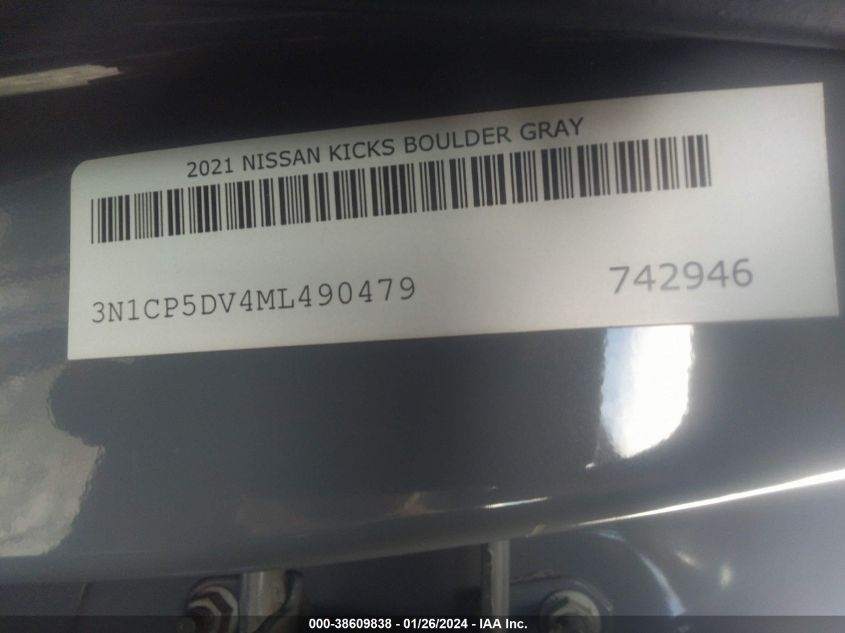 2021 NISSAN KICKS BOULDER GRAY
3N1CP5DV4ML490479
742946
000-38609838 - 01/26/2024 - IAA Inc.